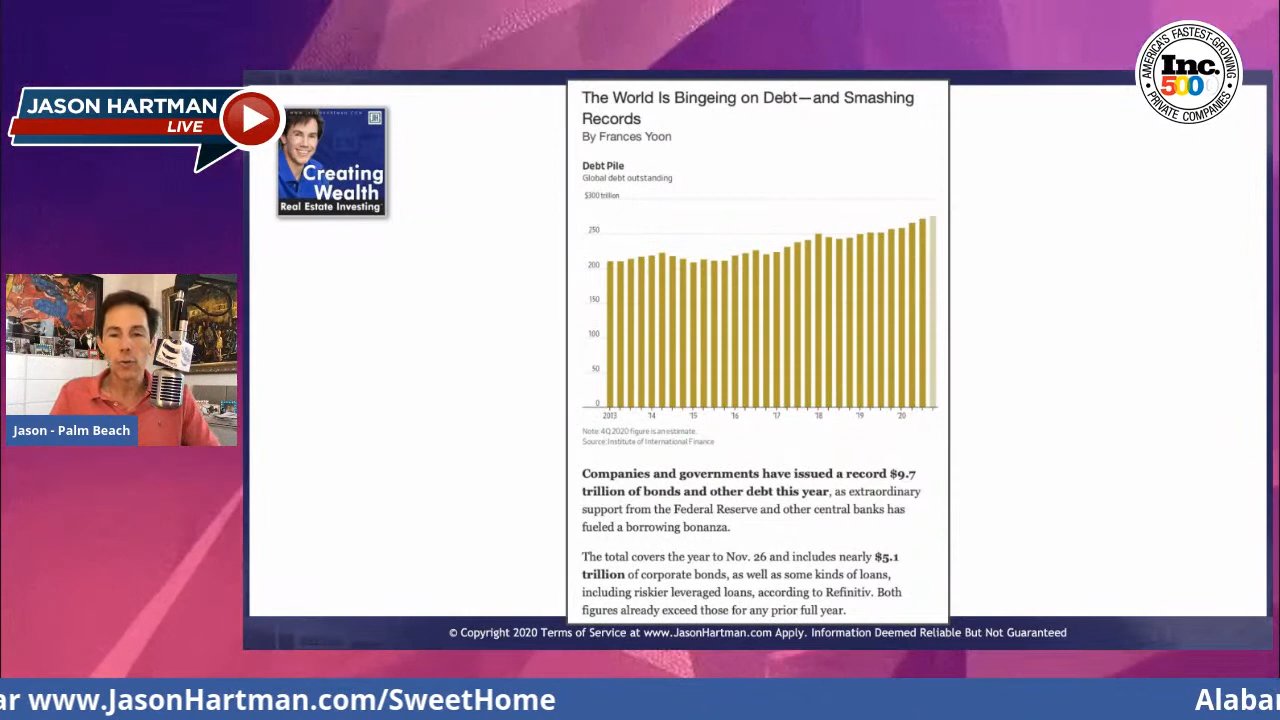 JASON HARTMAN
LIVE
AMERICA'S FASTEST-GROWING
Inc.
500
PRIVATE COMPANIES
WWW.JASONHARTMAN.COM
Creating
Wealth
Real Estate Investing
The World Is Bingeing on Debt—and Smashing
Records
By Frances Yoon
Debt Pile
Global debt outstanding
$300 trillion
250
200
150
100
50
0
2013 '14 '15 '16 '17 '18 '19 '20
Note: 4Q 2020 figure is an estimate.
Source: Institute of International Finance
Companies and governments have issued a record $9.7
trillion of bonds and other debt this year, as extraordinary
support from the Federal Reserve and other central banks has
fueled a borrowing bonanza.
The total covers the year to Nov. 26 and includes nearly $5.1
trillion of corporate bonds, as well as some kinds of loans,
including riskier leveraged loans, according to Refinitiv. Both
figures already exceed those for any prior full year.
Jason - Palm Beach
© Copyright 2020 Terms of Service at www.JasonHartman.com Apply. Information Deemed Reliable But Not Guaranteed
ar www.JasonHartman.com/SweetHome Alabar